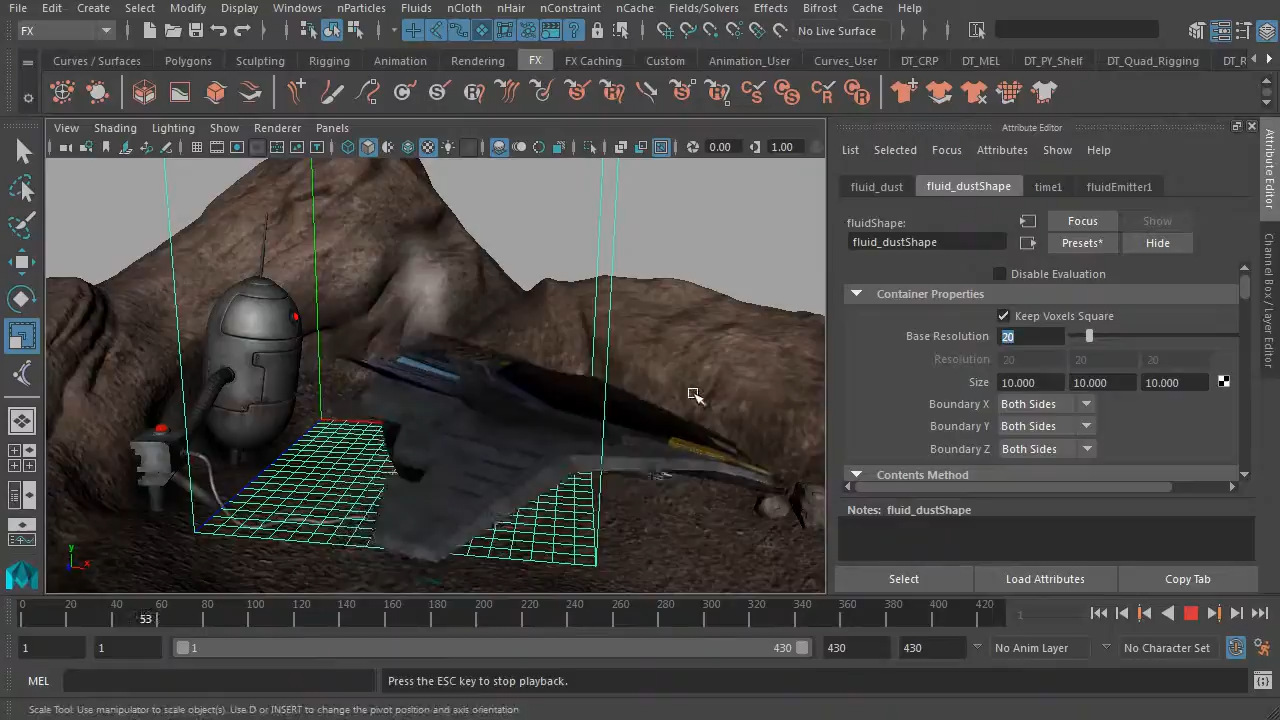 File Edit Create Select Modify Display Windows nParticles Fluids nCloth nHair nConstraint nCache Fields/Solvers Effects Bifrost Cache Help
FX No Live Surface
Curves / Surfaces Polygons Sculpting Rigging Animation Rendering FX FX Caching Custom Animation_User Curves_User DT_CRP DT_MEL DT_PY_Shelf DT_Quad_Rigging DT_R
View Shading Lighting Show Renderer Panels
0.00 1.00
Attribute Editor
List Selected Focus Attributes Show Help
fluid_dust fluid_dustShape time1 fluidEmitter1
fluidShape: Focus Show
fluid_dustShape Presets* Hide
Disable Evaluation
Container Properties
Keep Voxels Square
Base Resolution 20
Resolution 20 20 20
Size 10.000 10.000 10.000
Boundary X Both Sides
Boundary Y Both Sides
Boundary Z Both Sides
Contents Method
Notes: fluid_dustShape
Select Load Attributes Copy Tab
Attribute Editor
Channel Box / Layer Editor
y
x
0 20 40 60 80 100 120 140 160 180 200 220 240 260 280 300 320 340 360 380 400 420
53
1
1 1 1 430 430 430 No Anim Layer No Character Set
MEL Press the ESC key to stop playback.
Scale Tool: Use manipulator to scale object(s). Use D or INSERT to change the pivot position and axis orientation